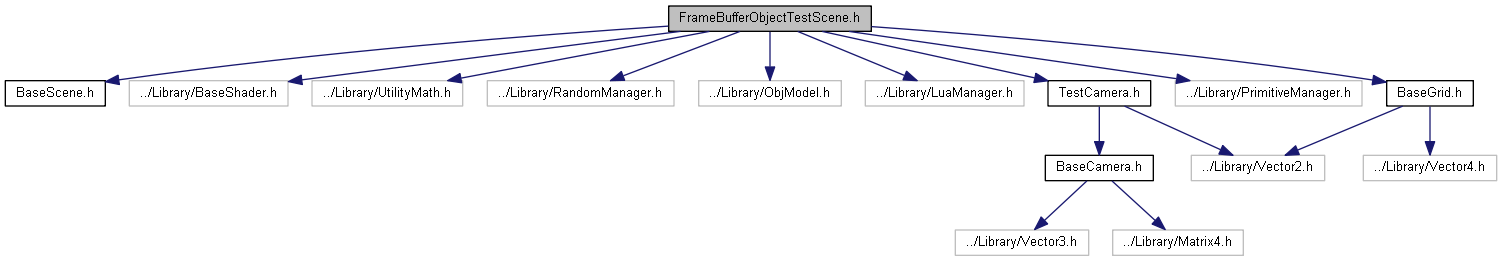 FrameBufferObjectTestScene.h
BaseScene.h
../Library/BaseShader.h
../Library/UtilityMath.h
../Library/RandomManager.h
../Library/ObjModel.h
../Library/LuaManager.h
TestCamera.h
../Library/PrimitiveManager.h
BaseGrid.h
BaseCamera.h
../Library/Vector2.h
../Library/Vector4.h
../Library/Vector3.h
../Library/Matrix4.h